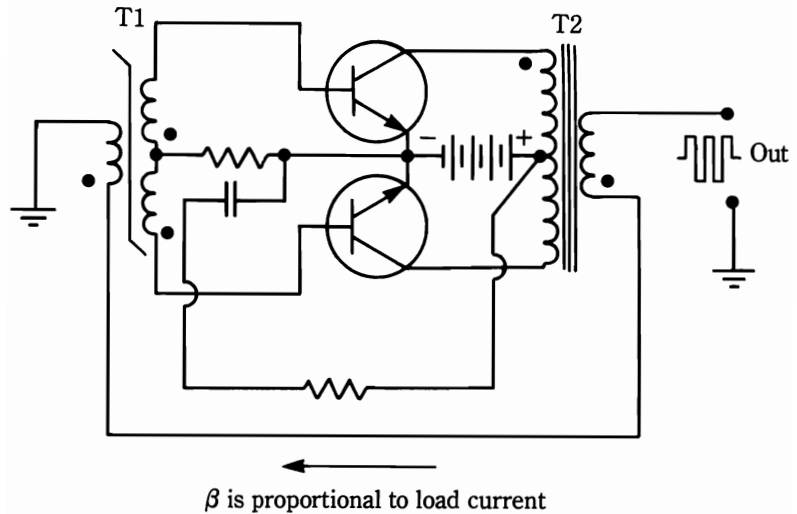 T1
T2
− +
Out
β is proportional to load current